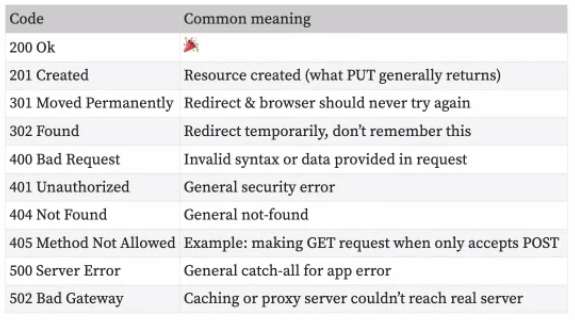 Code Common meaning
200 Ok 🎉
201 Created Resource created (what PUT generally returns)
301 Moved Permanently Redirect & browser should never try again
302 Found Redirect temporarily, don’t remember this
400 Bad Request Invalid syntax or data provided in request
401 Unauthorized General security error
404 Not Found General not-found
405 Method Not Allowed Example: making GET request when only accepts POST
500 Server Error General catch-all for app error
502 Bad Gateway Caching or proxy server couldn’t reach real server